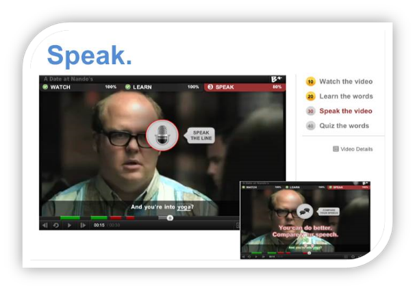 Speak.
A Date at Nando's
WATCH 100% LEARN 100% SPEAK
SPEAK
THE LINE
And you're into yoga?
00:15
Watch the video
Learn the words
Speak the video
Quiz the words
Video Details
You can do better.
Compare your speech.